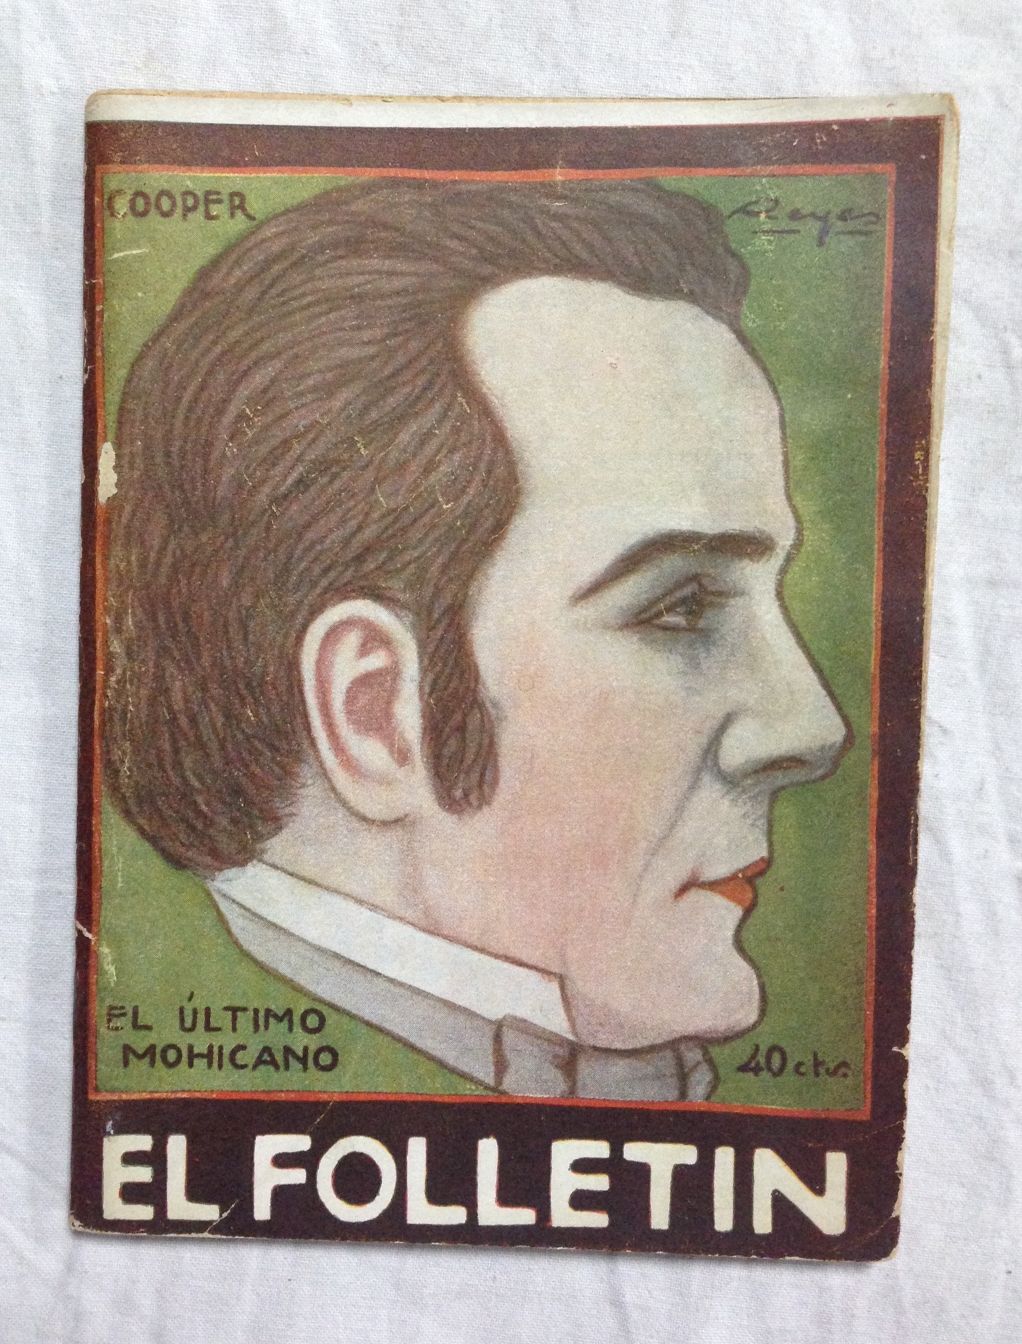 COOPER
Reyes
EL ÚLTIMO
MOHICANO
40 cts.
EL FOLLETIN